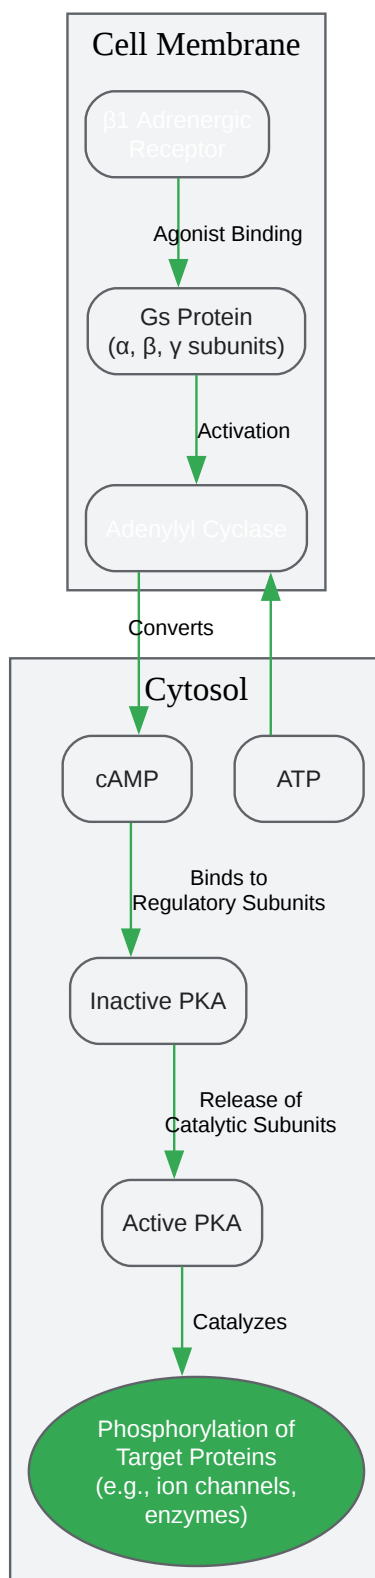 Cell Membrane
β1 Adrenergic
Receptor
Agonist Binding
Gs Protein
(α, β, γ subunits)
Activation
Adenylyl Cyclase
Converts
Cytosol
cAMP
ATP
Binds to
Regulatory Subunits
Inactive PKA
Release of
Catalytic Subunits
Active PKA
Catalyzes
Phosphorylation of
Target Proteins
(e.g., ion channels,
enzymes)